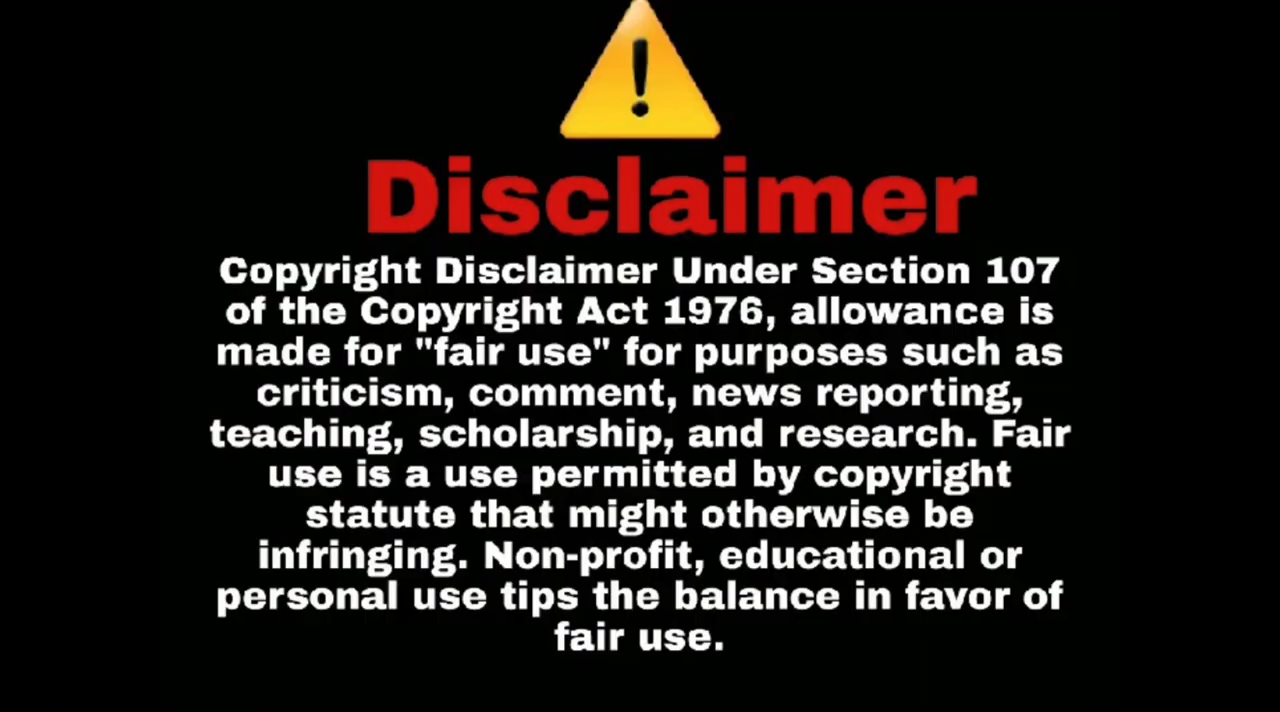 Disclaimer
Copyright Disclaimer Under Section 107
of the Copyright Act 1976, allowance is
made for "fair use" for purposes such as
criticism, comment, news reporting,
teaching, scholarship, and research. Fair
use is a use permitted by copyright
statute that might otherwise be
infringing. Non-profit, educational or
personal use tips the balance in favor of
fair use.